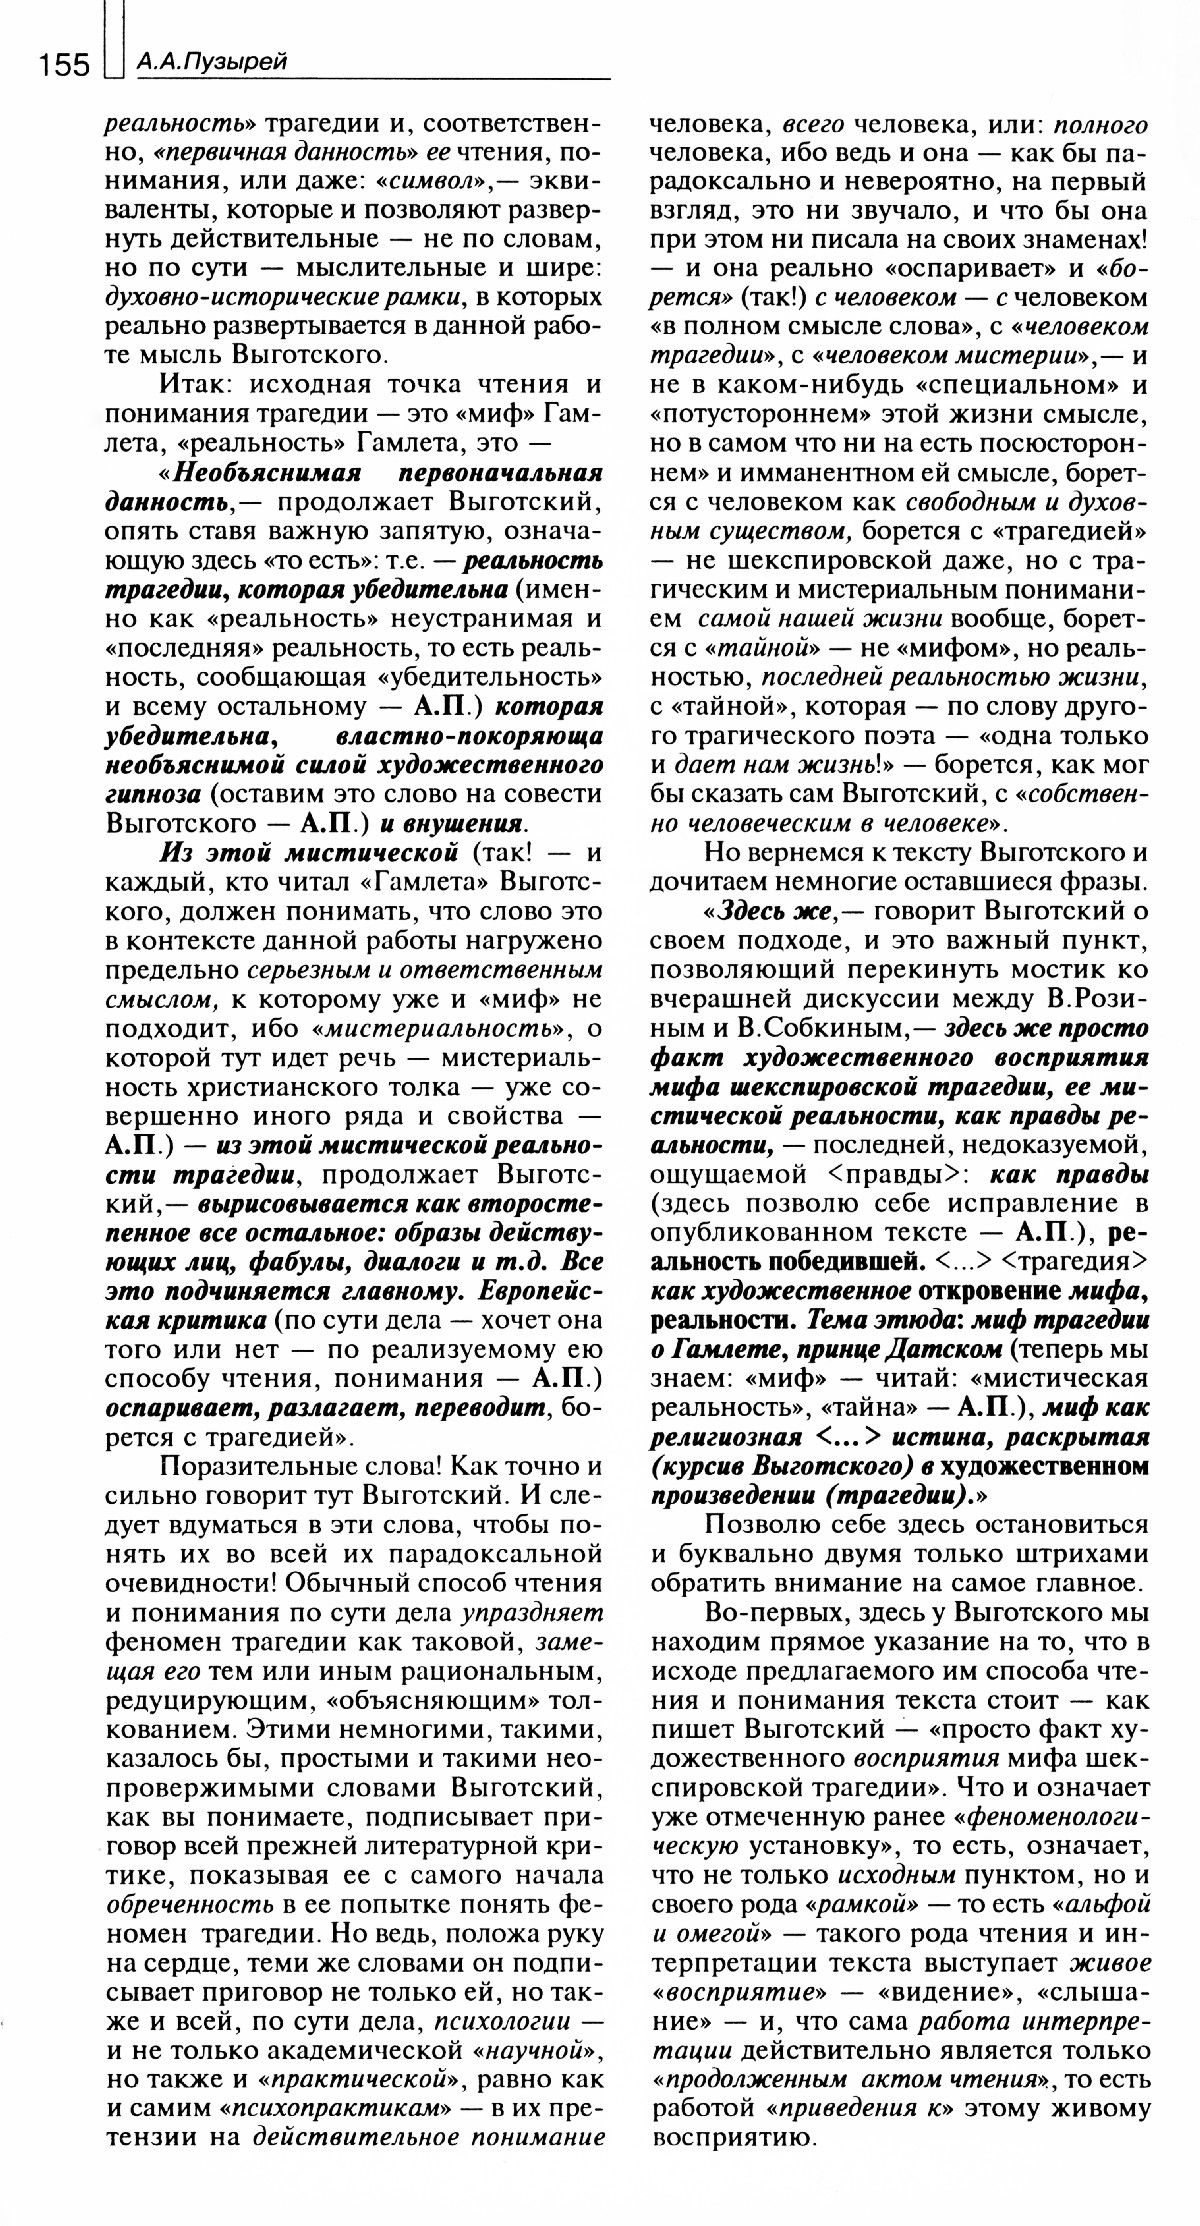 155
А.А.Пузырей
реальность» трагедии и, соответствен-
но, «первичная данность» ее чтения, по-
нимания, или даже: «символ»,— экви-
валенты, которые и позволяют развер-
нуть действительные — не по словам,
но по сути — мыслительные и шире:
духовно-исторические рамки, в которых
реально развертывается в данной рабо-
те мысль Выготского.
Итак: исходная точка чтения и
понимания трагедии — это «миф» Гам-
лета, «реальность» Гамлета, это —
«Необъяснимая первоначальная
данность,— продолжает Выготский,
опять ставя важную запятую, означа-
ющую здесь «то есть»: т.е. — реальность
трагедии, которая убедительна (имен-
но как «реальность» неустранимая и
«последняя» реальность, то есть реаль-
ность, сообщающая «убедительность»
и всему остальному — А.П.) которая
убедительна, властно-покоряюща
необъяснимой силой художественного
гипноза (оставим это слово на совести
Выготского — А.П.) и внушения.
Из этой мистической (так! — и
каждый, кто читал «Гамлета» Выготс-
кого, должен понимать, что слово это
в контексте данной работы нагружено
предельно серьезным и ответственным
смыслом, к которому уже и «миф» не
подходит, ибо «мистериальность», о
которой тут идет речь — мистериаль-
ность христианского толка — уже со-
вершенно иного ряда и свойства —
А.П.) — из этой мистической реально-
сти трагедии, продолжает Выготс-
кий,— вырисовывается как второсте-
пенное все остальное: образы действу-
ющих лиц, фабулы, диалоги и т.д. Все
это подчиняется главному. Европейс-
кая критика (по сути дела — хочет она
того или нет — по реализуемому ею
способу чтения, понимания — А.П.)
оспаривает, разлагает, переводит, бо-
рется с трагедией».
Поразительные слова! Как точно и
сильно говорит тут Выготский. И сле-
дует вдуматься в эти слова, чтобы по-
нять их во всей их парадоксальной
очевидности! Обычный способ чтения
и понимания по сути дела упраздняет
феномен трагедии как таковой, заме-
щая его тем или иным рациональным,
редуцирующим, «объясняющим» тол-
кованием. Этими немногими, такими,
казалось бы, простыми и такими нео-
провержимыми словами Выготский,
как вы понимаете, подписывает при-
говор всей прежней литературной кри-
тике, показывая ее с самого начала
обреченность в ее попытке понять фе-
номен трагедии. Но ведь, положа руку
на сердце, теми же словами он подпи-
сывает приговор не только ей, но так-
же и всей, по сути дела, психологии —
и не только академической «научной»,
но также и «практической», равно как
и самим «психопрактикам» — в их пре-
тензии на действительное понимание
человека, всего человека, или: полного
человека, ибо ведь и она — как бы па-
радоксально и невероятно, на первый
взгляд, это ни звучало, и что бы она
при этом ни писала на своих знаменах!
— и она реально «оспаривает» и «бо-
рется» (так!) с человеком — с человеком
«в полном смысле слова», с «человеком
трагедии», с «человеком мистерии»,— и
не в каком-нибудь «специальном» и
«потустороннем» этой жизни смысле,
но в самом что ни на есть посюсторон-
нем» и имманентном ей смысле, борет-
ся с человеком как свободным и духов-
ным существом, борется с «трагедией»
— не шекспировской даже, но с тра-
гическим и мистериальным понимани-
ем самой нашей жизни вообще, борет-
ся с «тайной» — не «мифом», но реаль-
ностью, последней реальностью жизни,
с «тайной», которая — по слову друго-
го трагического поэта — «одна только
и дает нам жизнь!» — борется, как мог
бы сказать сам Выготский, с «собствен-
но человеческим в человеке».
Но вернемся к тексту Выготского и
дочитаем немногие оставшиеся фразы.
«Здесь же,— говорит Выготский о
своем подходе, и это важный пункт,
позволяющий перекинуть мостик ко
вчерашней дискуссии между В.Рози-
ным и В.Собкиным,— здесь же просто
факт художественного восприятия
мифа шекспировской трагедии, ее ми-
стической реальности, как правды ре-
альности, — последней, недоказуемой,
ощущаемой <правды>: как правды
(здесь позволю себе исправление в
опубликованном тексте — А.П.), ре-
альность победившей. <...> <трагедия>
как художественное откровение мифа,
реальности. Тема этюда: миф трагедии
о Гамлете, принце Датском (теперь мы
знаем: «миф» — читай: «мистическая
реальность», «тайна» — А.П.), миф как
религиозная <...> истина, раскрытая
(курсив Выготского) в художественном
произведении (трагедии).»
Позволю себе здесь остановиться
и буквально двумя только штрихами
обратить внимание на самое главное.
Во-первых, здесь у Выготского мы
находим прямое указание на то, что в
исходе предлагаемого им способа чте-
ния и понимания текста стоит — как
пишет Выготский — «просто факт ху-
дожественного восприятия мифа шек-
спировской трагедии». Что и означает
уже отмеченную ранее «феноменологи-
ческую установку», то есть, означает,
что не только исходным пунктом, но и
своего рода «рамкой» — то есть «альфой
и омегой» — такого рода чтения и ин-
терпретации текста выступает живое
«восприятие» — «видение», «слыша-
ние» — и, что сама работа интерпре-
тации действительно является только
«продолженным актом чтения», то есть
работой «приведения к» этому живому
восприятию.